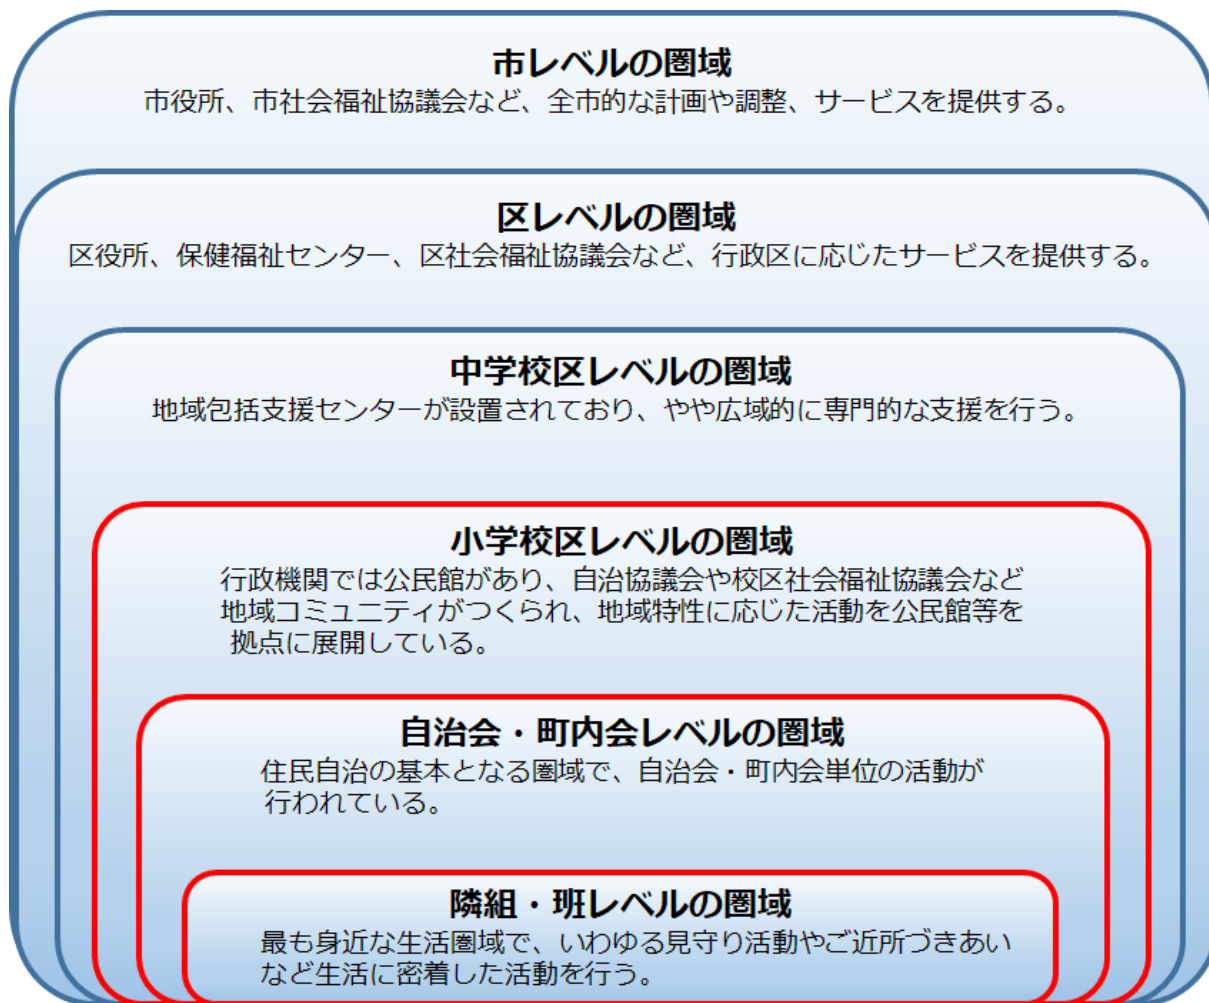 市レベルの圏域
市役所、市社会福祉協議会など、全市的な計画や調整、サービスを提供する。
区レベルの圏域
区役所、保健福祉センター、区社会福祉協議会など、行政区に応じたサービスを提供する。
中学校区レベルの圏域
地域包括支援センターが設置されており、やや広域的に専門的な支援を行う。
小学校区レベルの圏域
行政機関では公民館があり、自治協議会や校区社会福祉協議会など
地域コミュニティがつくられ、地域特性に応じた活動を公民館等を
拠点に展開している。
自治会・町内会レベルの圏域
住民自治の基本となる圏域で、自治会・町内会単位の活動が
行われている。
隣組・班レベルの圏域
最も身近な生活圏域で、いわゆる見守り活動やご近所づきあい
など生活に密着した活動を行う。